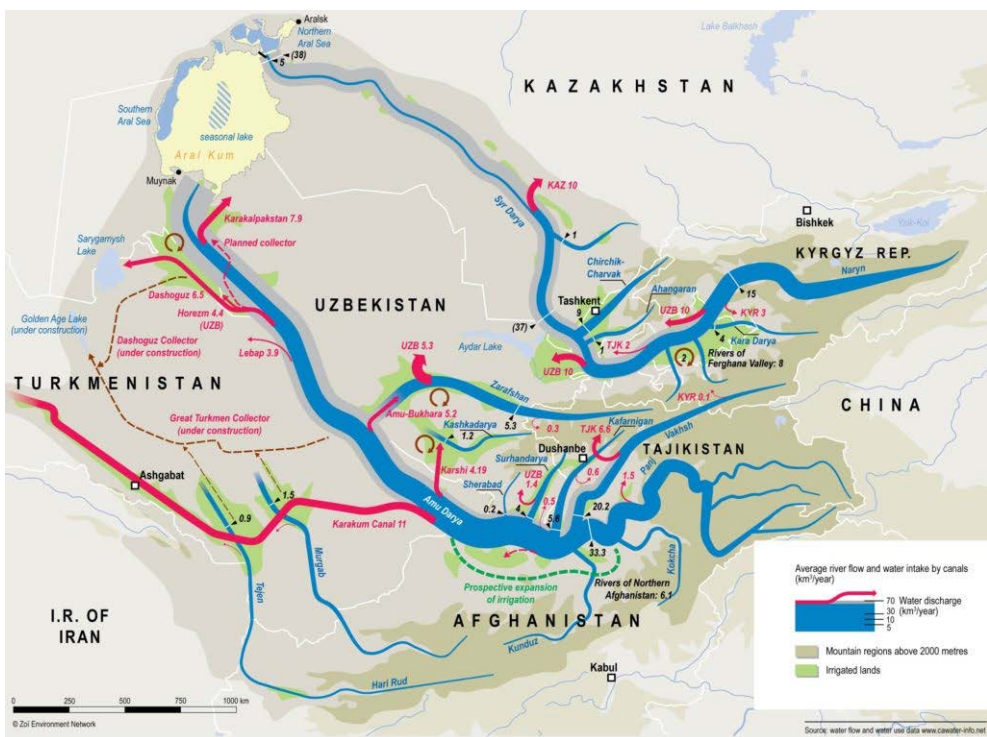 Aralsk
Northern
Aral Sea
(38)
5
Lake Balkhash
Ili
KAZAKHSTAN
Southern
Aral Sea
seasonal lake
Aral Kum
Muynak
KAZ 10
Syr Darya
1
Bishkek
Ysik-Kol
Karakalpakstan 7.9
Planned collector
Sarygamysh
Lake
Chirchik-
Charvak
Ahangaran
KYRGYZ REP.
Naryn
UZBEKISTAN
Tashkent
9
15
Dashoguz 6.5
Horezm 4.4
(UZB)
UZB 10
KYR 3
Golden Age Lake
(under construction)
Dashoguz Collector
(under construction)
(37)
1
TJK 2
4
Kara Darya
Lebap 3.9
UZB 5.3
Aydar Lake
UZB 10
2
Rivers of
Ferghana Valley: 8
TURKMENISTAN
Zarafshan
KYR 0.1
CHINA
Great Turkmen Collector
(under construction)
Amu-Bukhara 5.2
5.3
0.3
Kafarnigan
Kashkadarya
1.2
TJK 6.6
Vakhsh
Dushanbe
TAJIKISTAN
Surhandarya
Karshi 4.19
Sherabad
UZB
1.4
0.6
Panj
Ashgabat
1.5
1.5
Amu Darya
0.2
4
0.5
5.6
20.2
0.9
Karakum Canal 11
33.3
Kokcha
Murgab
Tejen
Prospective expansion
of irrigation
Rivers of Northern
Afghanistan: 6.1
I.R. OF
IRAN
AFGHANISTAN
Kunduz
Kabul
Hari Rud
Average river flow and water intake by canals
(km³/year)
70
30
10
5
Water discharge
(km³/year)
Mountain regions above 2000 metres
Irrigated lands
0 250 500 750 1000 km
© Zoï Environment Network
Source: water flow and water use data www.cawater-info.net